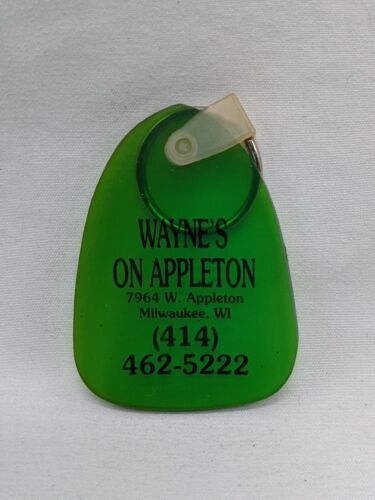 WAYNE'S
ON APPLETON
7964 W. Appleton
Milwaukee, WI
(414)
462-5222